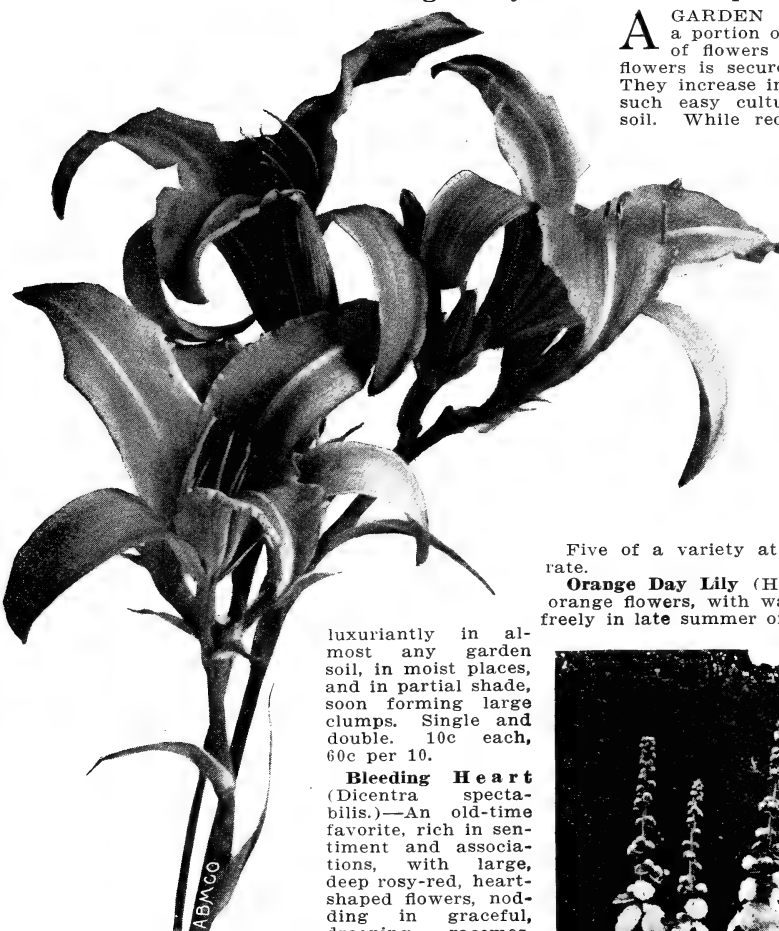 A GARDEN
a portion o
of flowers
flowers is secure
They increase in
such easy cultu
soil. While rec
Five of a variety at
rate.
Orange Day Lily (H
orange flowers, with wa
freely in late summer o
luxuriantly in al-
most any garden
soil, in moist places,
and in partial shade,
soon forming large
clumps. Single and
double. 10c each,
60c per 10.
Bleeding Heart
(Dicentra specta-
bilis.)—An old-time
favorite, rich in sen-
timent and associa-
tions, with large,
deep rosy-red, heart-
shaped flowers, nod-
ding in graceful,
drooping racemes.
ABMCO